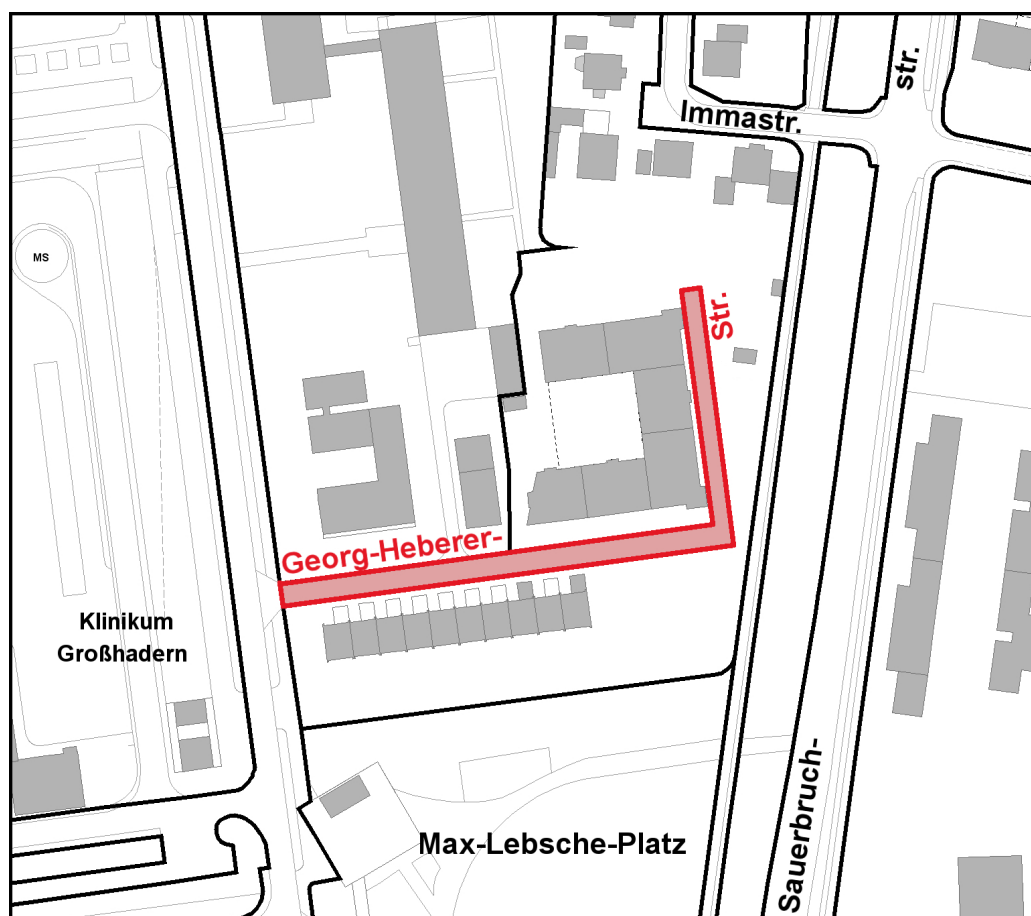 str.
Immastr.
MS
Str.
Georg-Heberer-
Klinikum
Großhadern
Max-Lebsche-Platz
Sauerbruch-